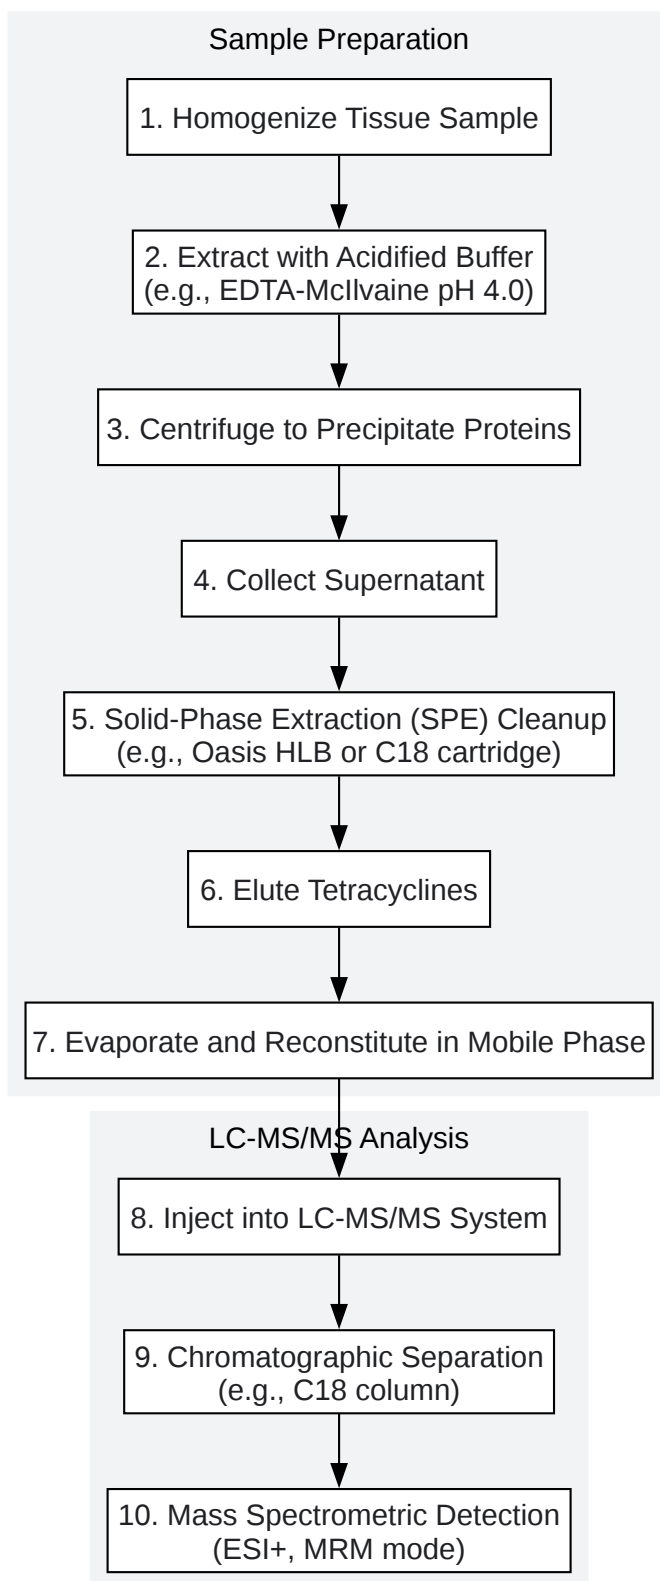 Sample Preparation
1. Homogenize Tissue Sample
2. Extract with Acidified Buffer
(e.g., EDTA-McIlvaine pH 4.0)
3. Centrifuge to Precipitate Proteins
4. Collect Supernatant
5. Solid-Phase Extraction (SPE) Cleanup
(e.g., Oasis HLB or C18 cartridge)
6. Elute Tetracyclines
7. Evaporate and Reconstitute in Mobile Phase
LC-MS/MS Analysis
8. Inject into LC-MS/MS System
9. Chromatographic Separation
(e.g., C18 column)
10. Mass Spectrometric Detection
(ESI+, MRM mode)